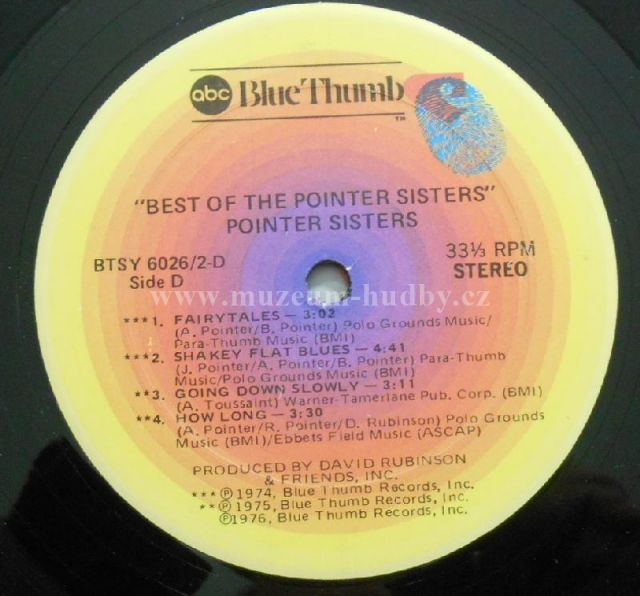 abc Blue Thumb TM
"BEST OF THE POINTER SISTERS"
POINTER SISTERS
BTSY 6026/2-D
Side D
33⅓ RPM
STEREO
www.muzeum-hudby.cz
***1. FAIRYTALES — 3:02
(A. Pointer/B. Pointer) Polo Grounds Music/
Para-Thumb Music (BMI)
***2. SHAKEY FLAT BLUES — 4:41
(J. Pointer/A. Pointer/B. Pointer) Para-Thumb
Music/Polo Grounds Music (BMI)
**3. GOING DOWN SLOWLY — 3:11
(A. Toussaint) Warner-Tamerlane Pub. Corp. (BMI)
**4. HOW LONG — 3:30
(A. Pointer/R. Pointer/D. Rubinson) Polo Grounds
Music (BMI)/Ebbets Field Music (ASCAP)
PRODUCED BY DAVID RUBINSON
& FRIENDS, INC.
***℗1974, Blue Thumb Records, Inc.
**℗1975, Blue Thumb Records, Inc.
℗1976, Blue Thumb Records, Inc.